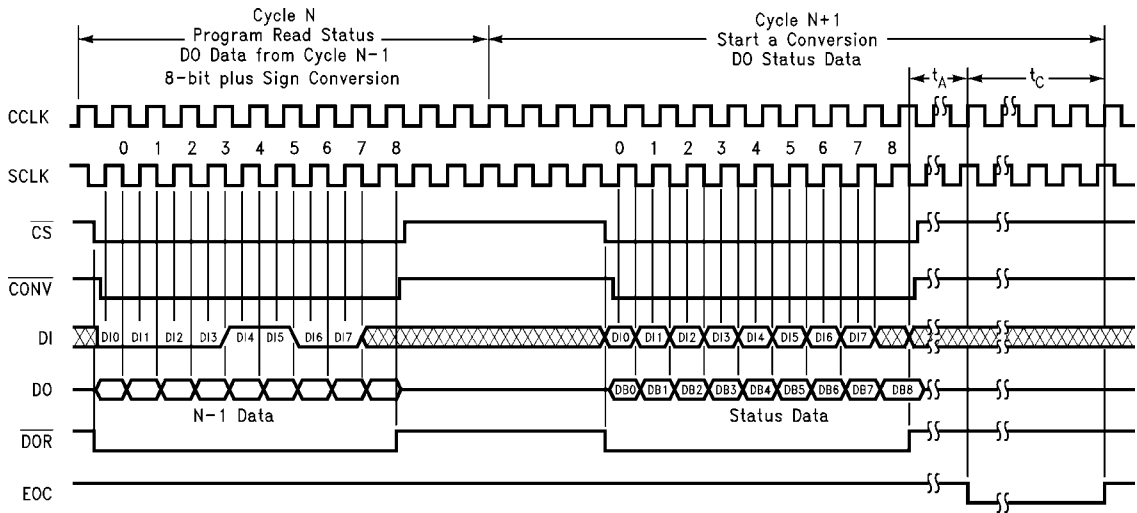 Cycle N
Program Read Status
DO Data from Cycle N-1
8-bit plus Sign Conversion
Cycle N+1
Start a Conversion
DO Status Data
tA
tC
CCLK
0 1 2 3 4 5 6 7 8 0 1 2 3 4 5 6 7 8
SCLK
CS
CONV
DI DI0 DI1 DI2 DI3 DI4 DI5 DI6 DI7 DI0 DI1 DI2 DI3 DI4 DI5 DI6 DI7
DO DB0 DB1 DB2 DB3 DB4 DB5 DB6 DB7 DB8
N-1 Data Status Data
DOR
EOC